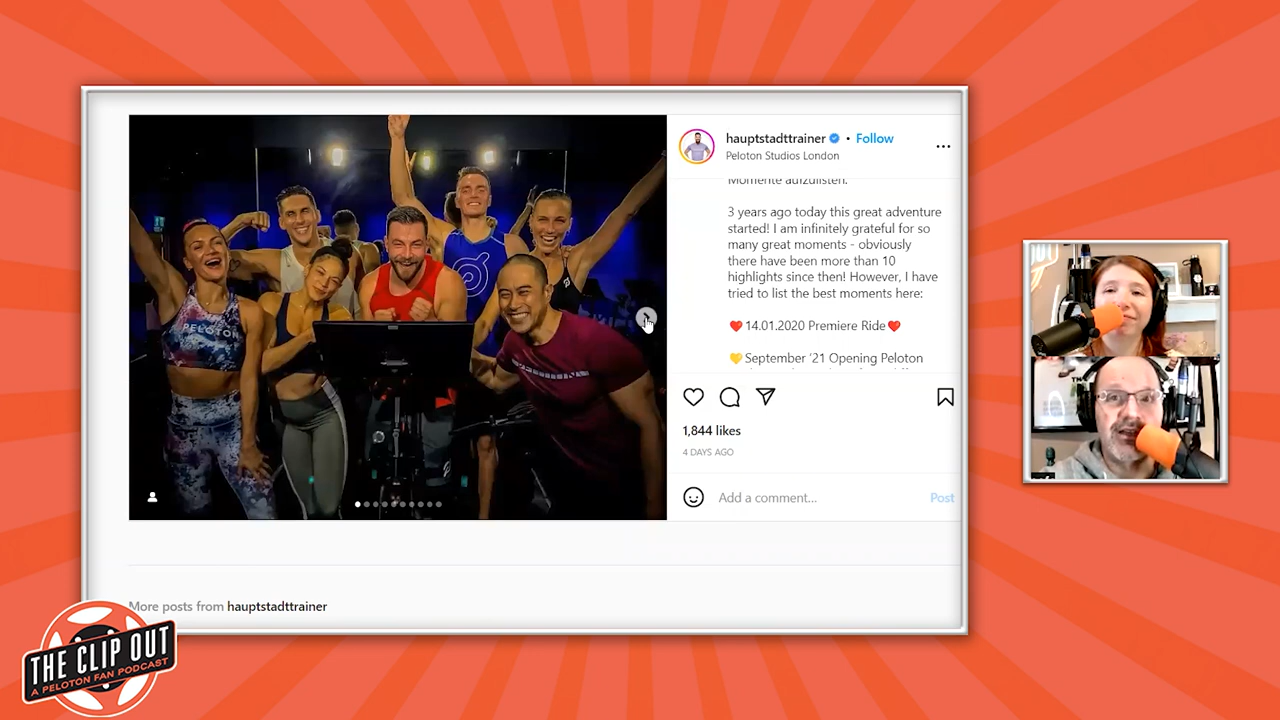 hauptstadttrainer • Follow
Peloton Studios London
Momente aufzulisten.
3 years ago today this great adventure
started! I am infinitely grateful for so
many great moments - obviously
there have been more than 10
highlights since then! However, I have
tried to list the best moments here:
❤️ 14.01.2020 Premiere Ride❤️
💛September '21 Opening Peloton
1,844 likes
4 DAYS AGO
Add a comment...
Post
PELOTON
More posts from hauptstadttrainer
THE CLIP OUT
A PELOTON FAN PODCAST